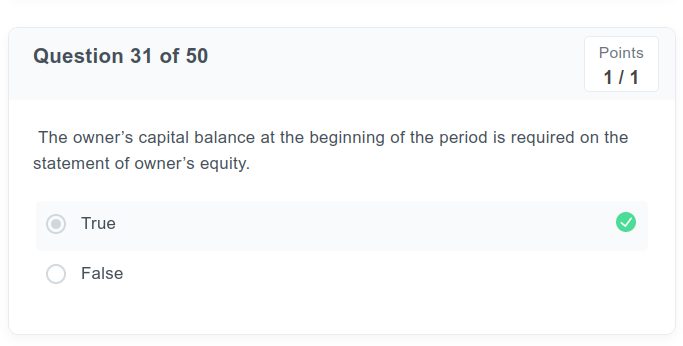 Question 31 of 50
Points
1 / 1
The owner’s capital balance at the beginning of the period is required on the
statement of owner’s equity.
True
False